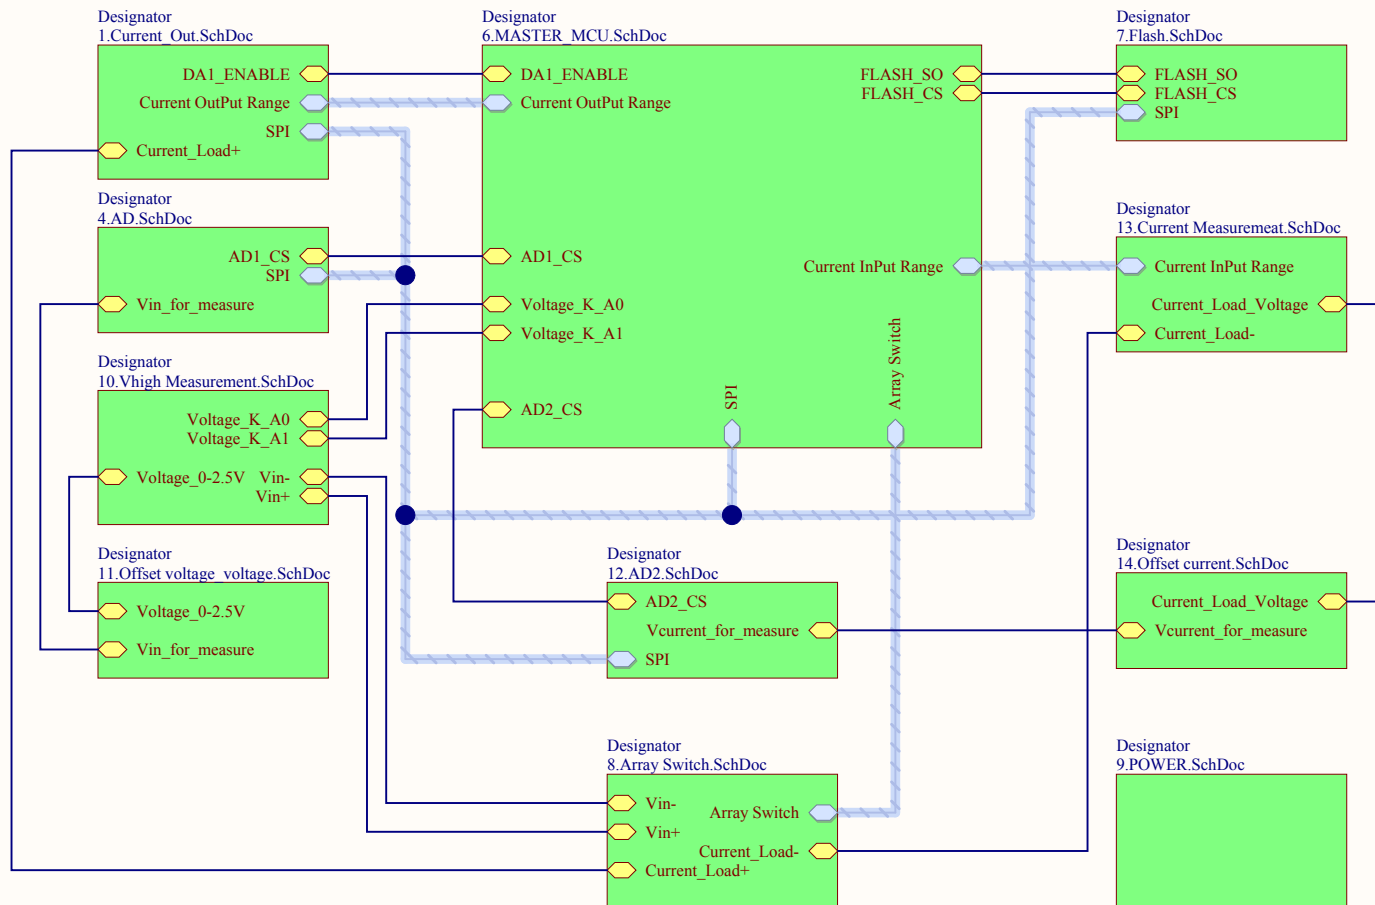 Designator
1.Current_Out.SchDoc
DA1_ENABLE
Current OutPut Range
SPI
Current_Load+
Designator
4.AD.SchDoc
AD1_CS
SPI
Vin_for_measure
Designator
10.Vhigh Measurement.SchDoc
Voltage_K_A0
Voltage_K_A1
Voltage_0-2.5V Vin-
Vin+
Designator
11.Offset voltage_voltage.SchDoc
Voltage_0-2.5V
Vin_for_measure
Designator
6.MASTER_MCU.SchDoc
DA1_ENABLE
Current OutPut Range
FLASH_SO
FLASH_CS
AD1_CS
Current InPut Range
Voltage_K_A0
Voltage_K_A1
AD2_CS
SPI
Array Switch
Designator
12.AD2.SchDoc
AD2_CS
Vcurrent_for_measure
SPI
Designator
8.Array Switch.SchDoc
Vin-
Array Switch
Vin+
Current_Load-
Current_Load+
Designator
7.Flash.SchDoc
FLASH_SO
FLASH_CS
SPI
Designator
13.Current Measuremeat.SchDoc
Current InPut Range
Current_Load_Voltage
Current_Load-
Designator
14.Offset current.SchDoc
Current_Load_Voltage
Vcurrent_for_measure
Designator
9.POWER.SchDoc